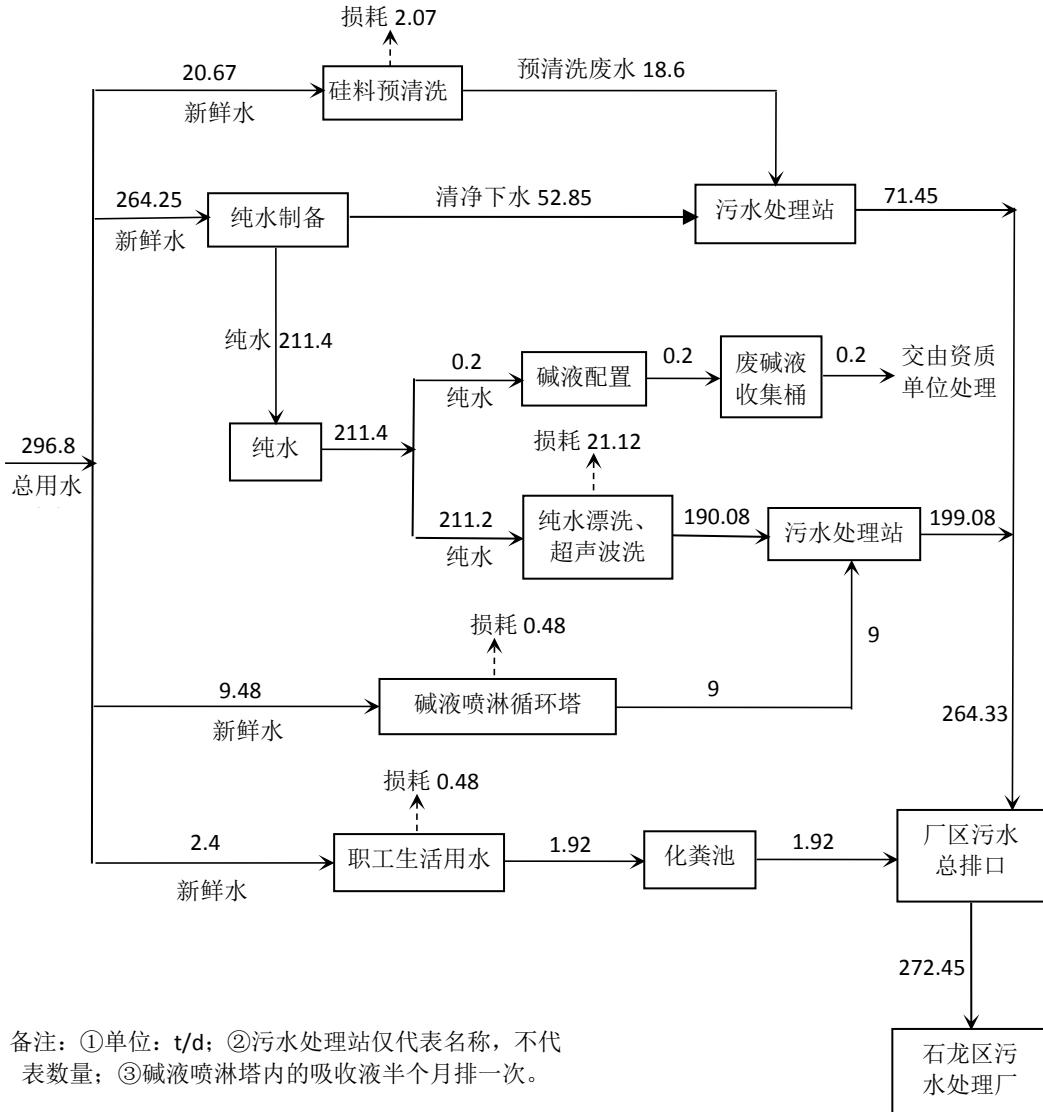 损耗 2.07
20.67
新鲜水
硅料预清洗
预清洗废水 18.6
264.25
新鲜水
纯水制备
清净下水 52.85
污水处理站
71.45
纯水 211.4
0.2
纯水
碱液配置
0.2
废碱液
收集桶
0.2
交由资质
单位处理
296.8
总用水
纯水
211.4
损耗 21.12
211.2
纯水
纯水漂洗、
超声波洗
190.08
污水处理站
199.08
损耗 0.48
9
9.48
新鲜水
碱液喷淋循环塔
9
264.33
损耗 0.48
2.4
新鲜水
职工生活用水
1.92
化粪池
1.92
厂区污水
总排口
272.45
备注：①单位：t/d；②污水处理站仅代表名称，不代
表数量；③碱液喷淋塔内的吸收液半个月排一次。
石龙区污
水处理厂